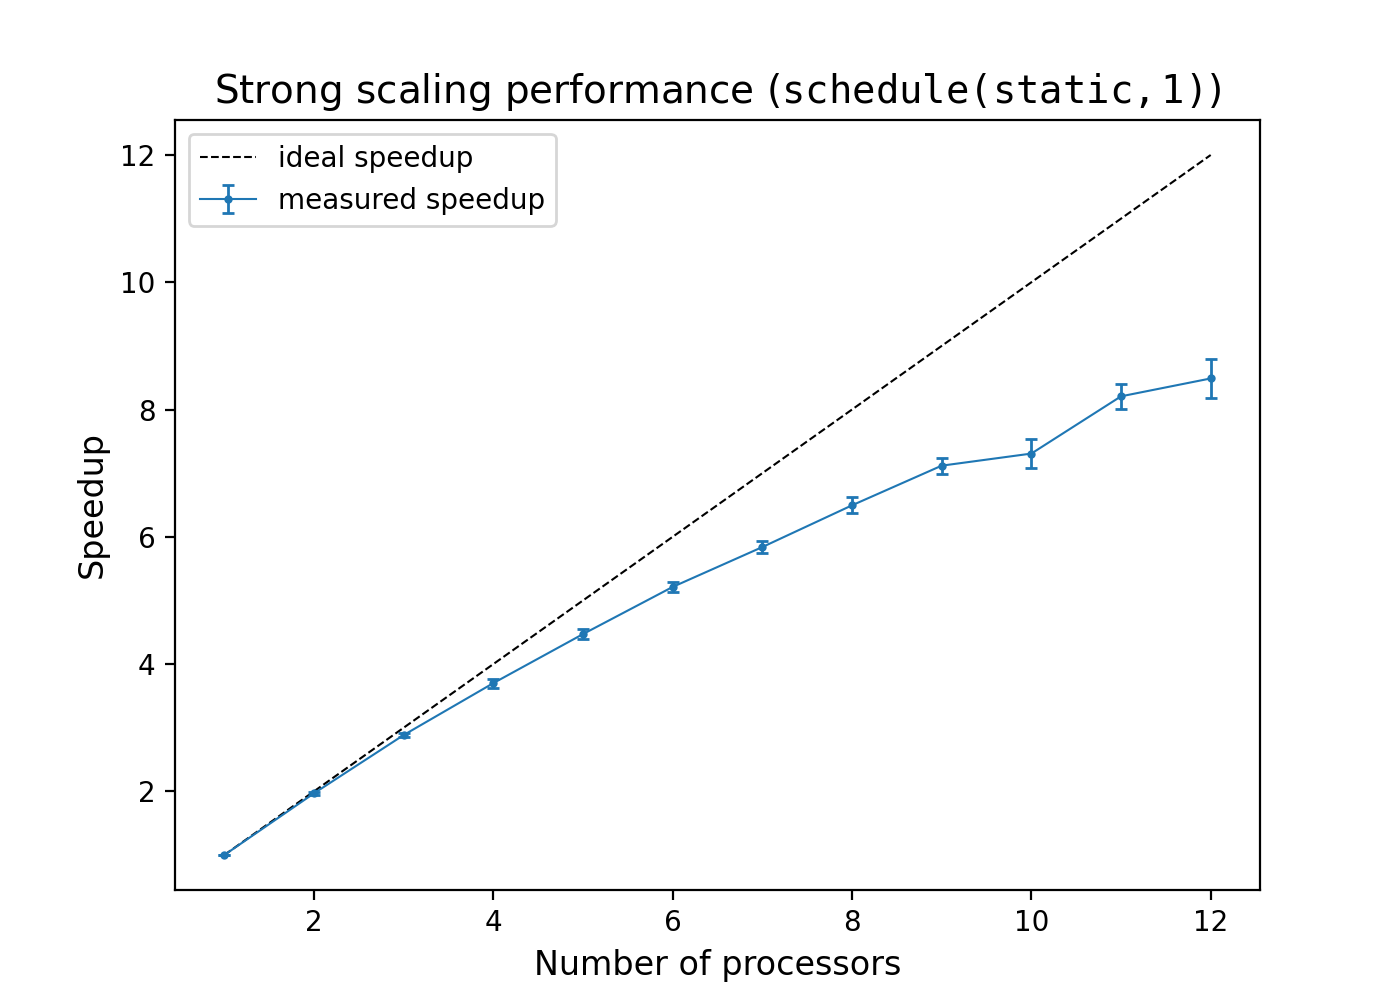 Strong scaling performance (schedule(static,1))
ideal speedup
measured speedup
12
10
8
6
4
2
Speedup
2 4 6 8 10 12
Number of processors